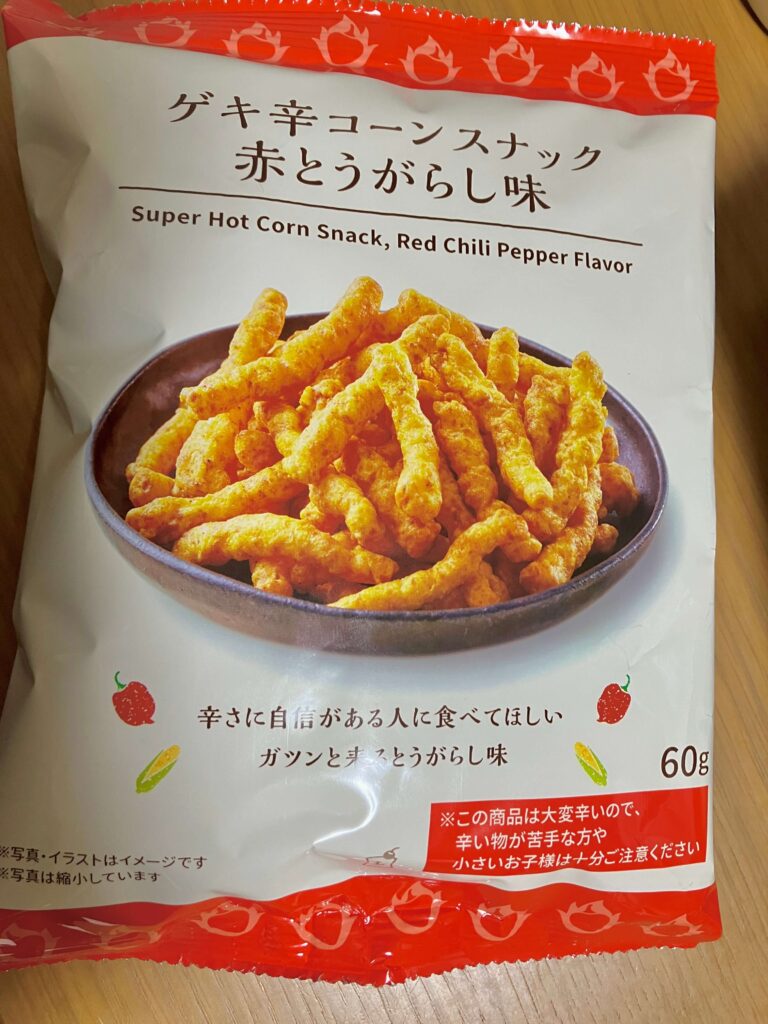 ゲキ辛コーンスナック
赤とうがらし味
Super Hot Corn Snack, Red Chili Pepper Flavor
辛さに自信がある人に食べてほしい
ガツンと来るとうがらし味
60g
※この商品は大変辛いので、
辛い物が苦手な方や
小さいお子様は十分ご注意ください
※写真・イラストはイメージです
※写真は縮小しています